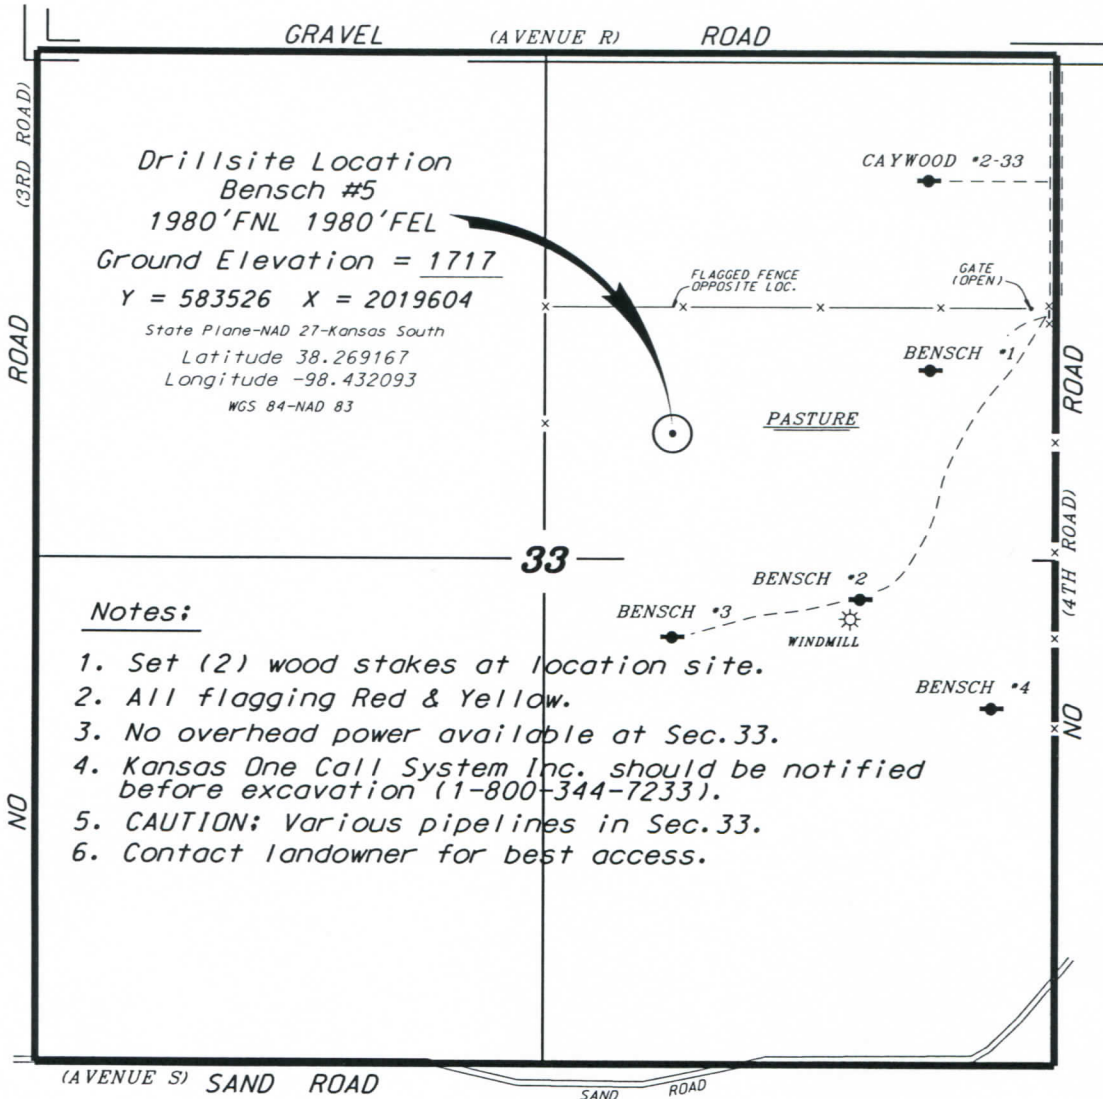 GRAVEL (AVENUE R) ROAD
(3RD ROAD)
NO ROAD
Drillsite Location
Bensch #5
1980'FNL 1980'FEL
Ground Elevation = 1717
Y = 583526 X = 2019604
State Plane-NAD 27-Kansas South
Latitude 38.269167
Longitude -98.432093
WGS 84-NAD 83
CAYWOOD #2-33
FLAGGED FENCE
OPPOSITE LOC.
GATE
(OPEN)
BENSCH #1
PASTURE
NO ROAD
(4TH ROAD)
33
BENSCH #2
BENSCH #3
WINDMILL
BENSCH #4
Notes:
1. Set (2) wood stakes at location site.
2. All flagging Red & Yellow.
3. No overhead power available at Sec.33.
4. Kansas One Call System Inc. should be notified
before excavation (1-800-344-7233).
5. CAUTION: Various pipelines in Sec.33.
6. Contact landowner for best access.
(AVENUE S) SAND ROAD
SAND ROAD